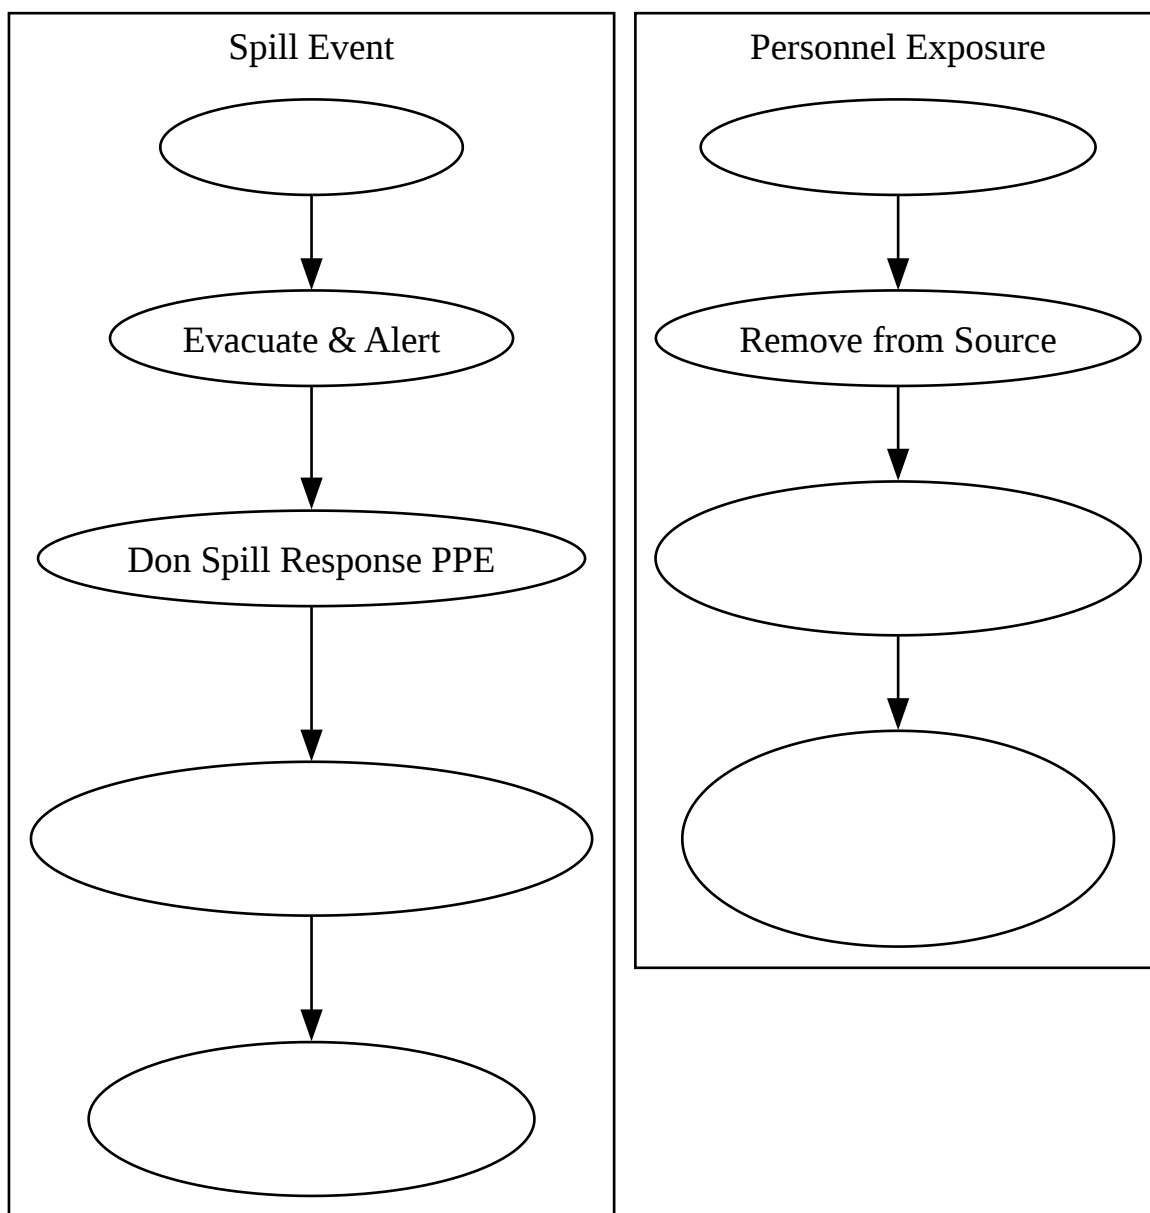 Spill Event
Evacuate & Alert
Don Spill Response PPE
Personnel Exposure
Remove from Source